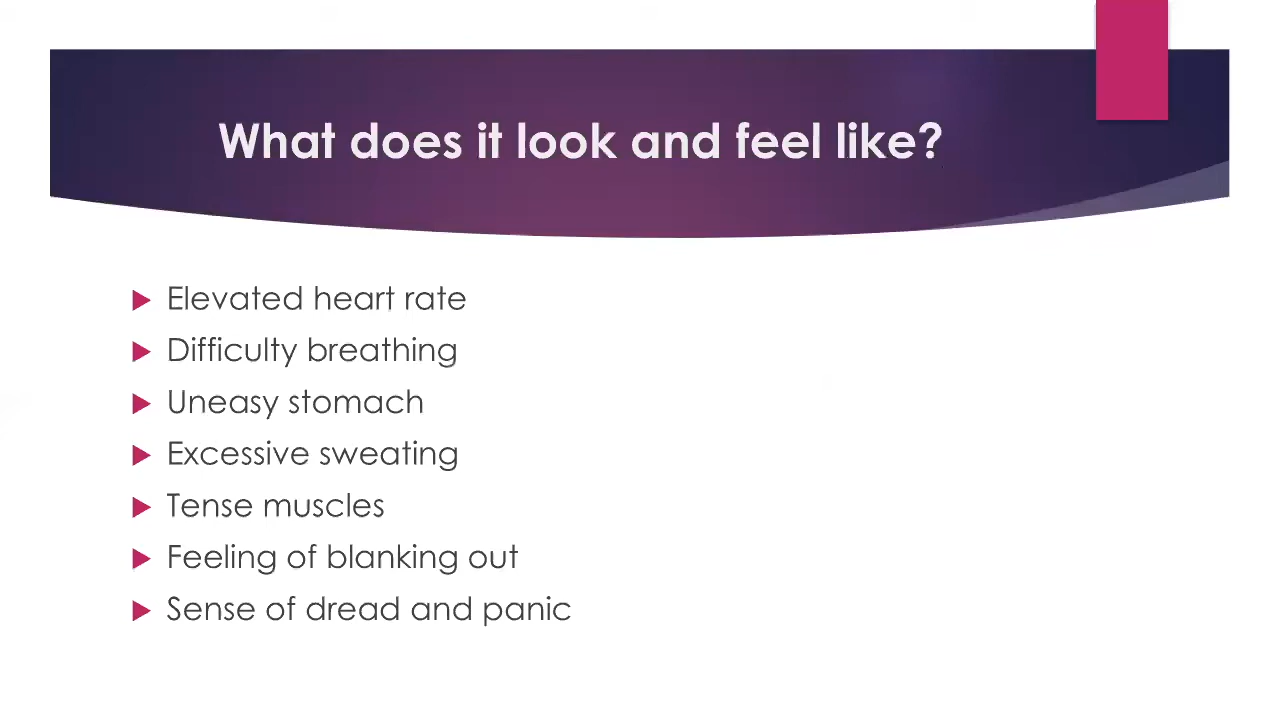 What does it look and feel like?
Elevated heart rate
Difficulty breathing
Uneasy stomach
Excessive sweating
Tense muscles
Feeling of blanking out
Sense of dread and panic